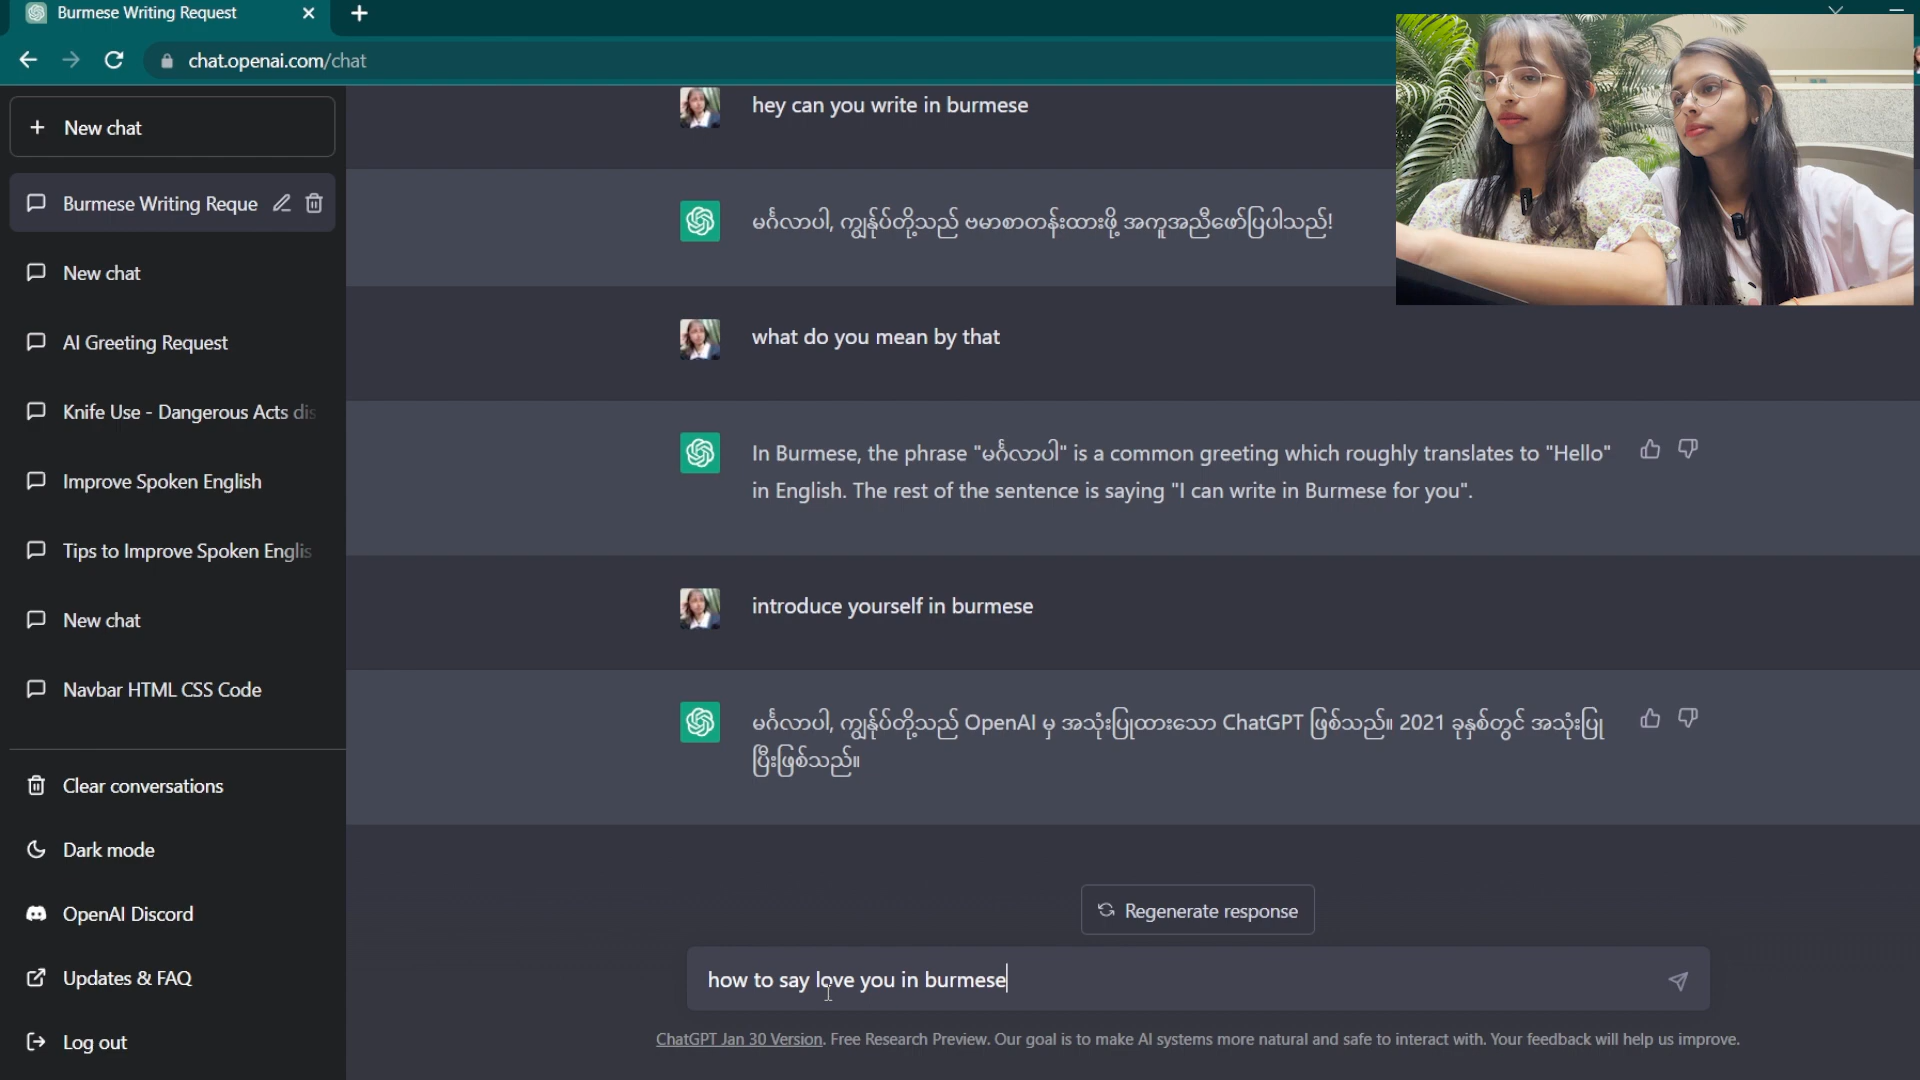 Burmese Writing Request
chat.openai.com/chat
New chat
Burmese Writing Reque
New chat
AI Greeting Request
Knife Use - Dangerous Acts dis
Improve Spoken English
Tips to Improve Spoken Englis
New chat
Navbar HTML CSS Code
Clear conversations
Dark mode
OpenAI Discord
Updates & FAQ
Log out
hey can you write in burmese
မင်္ဂလာပါ, ကျွန်ုပ်တို့သည် ဗမာစာတန်းထားဖို့ အကူအညီဖော်ပြပါသည်!
what do you mean by that
In Burmese, the phrase "မင်္ဂလာပါ" is a common greeting which roughly translates to "Hello"
in English. The rest of the sentence is saying "I can write in Burmese for you".
introduce yourself in burmese
မင်္ဂလာပါ, ကျွန်ုပ်တို့သည် OpenAI မှ အသုံးပြုထားသော ChatGPT ဖြစ်သည်။ 2021 ခုနှစ်တွင် အသုံးပြု
ပြီးဖြစ်သည်။
Regenerate response
how to say love you in burmese
ChatGPT Jan 30 Version. Free Research Preview. Our goal is to make AI systems more natural and safe to interact with. Your feedback will help us improve.